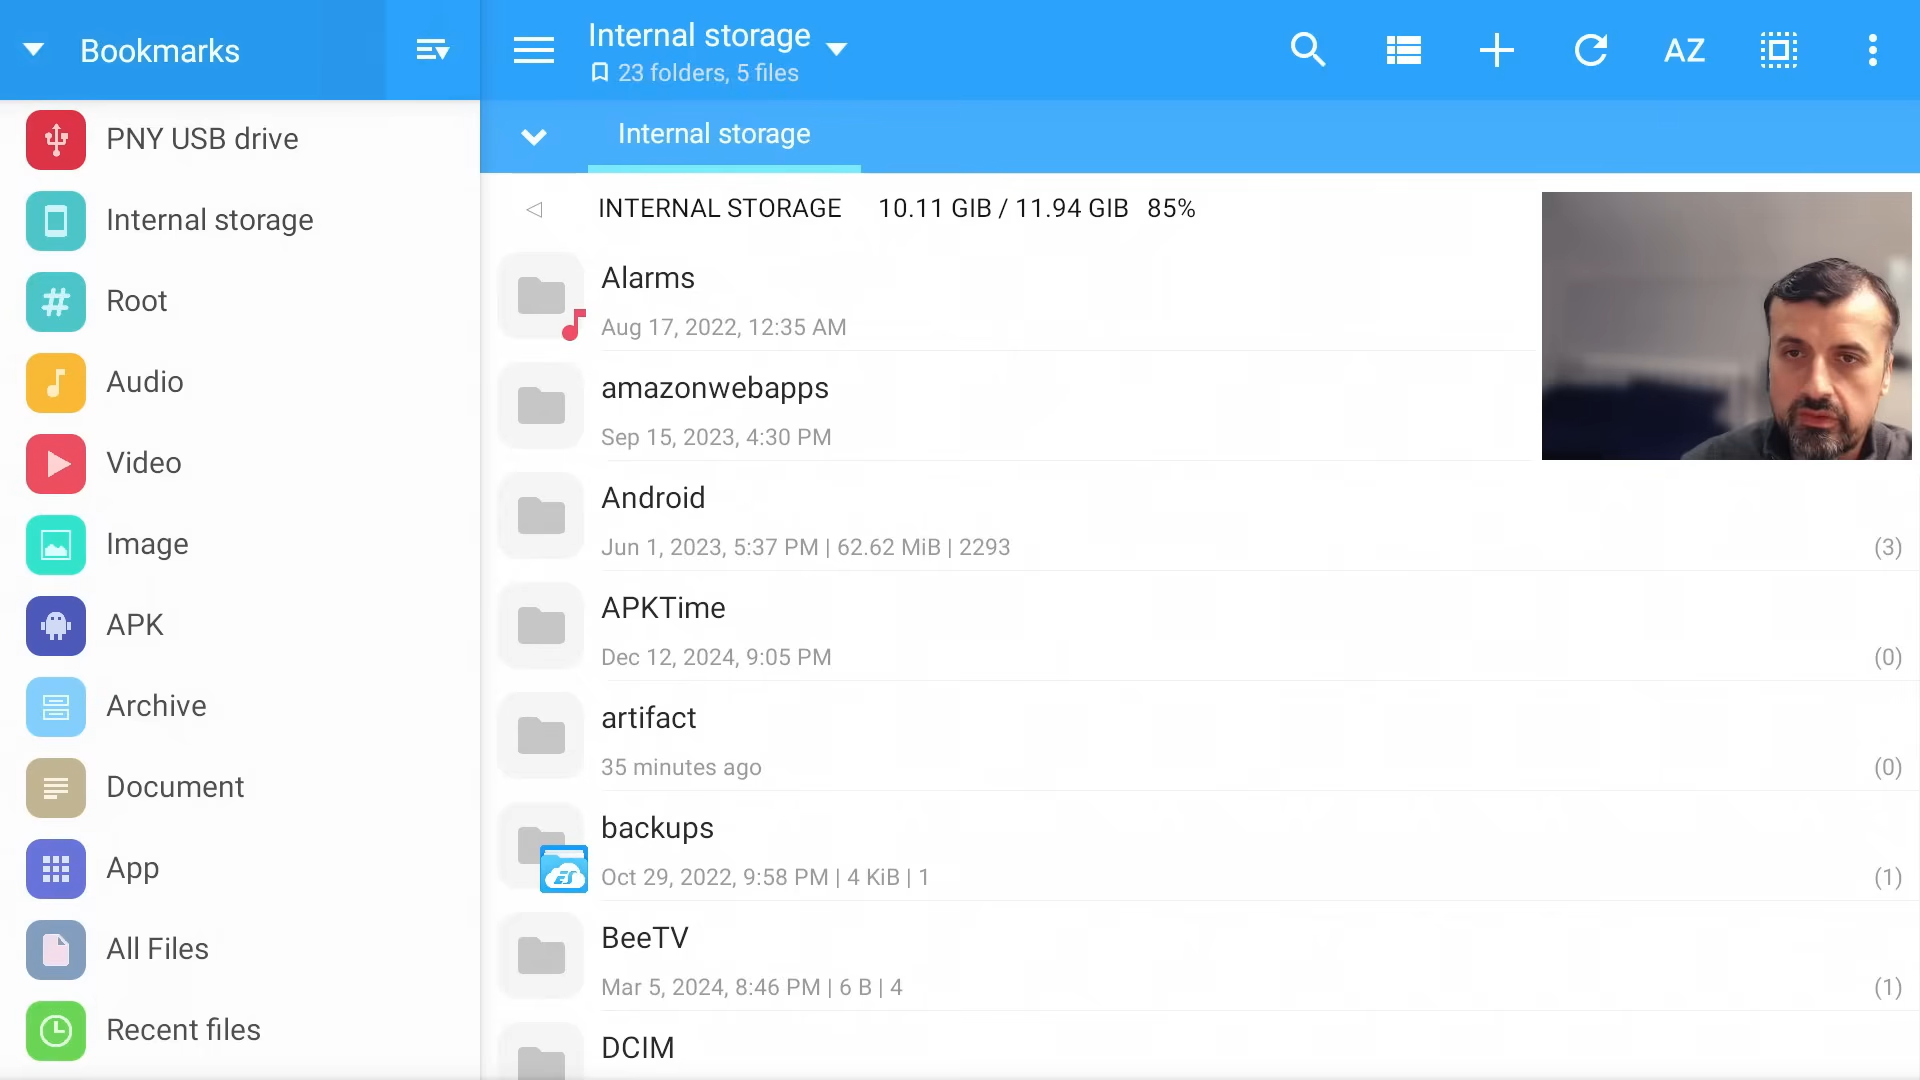 Bookmarks
PNY USB drive
Internal storage
Root
Audio
Video
Image
APK
Archive
Document
App
All Files
Recent files
Internal storage
23 folders, 5 files
AZ
Internal storage
INTERNAL STORAGE 10.11 GIB / 11.94 GIB 85%
Alarms
Aug 17, 2022, 12:35 AM
amazonwebapps
Sep 15, 2023, 4:30 PM
Android
Jun 1, 2023, 5:37 PM | 62.62 MiB | 2293 (3)
APKTime
Dec 12, 2024, 9:05 PM (0)
artifact
35 minutes ago (0)
backups
ES
Oct 29, 2022, 9:58 PM | 4 KiB | 1 (1)
BeeTV
Mar 5, 2024, 8:46 PM | 6 B | 4 (1)
DCIM